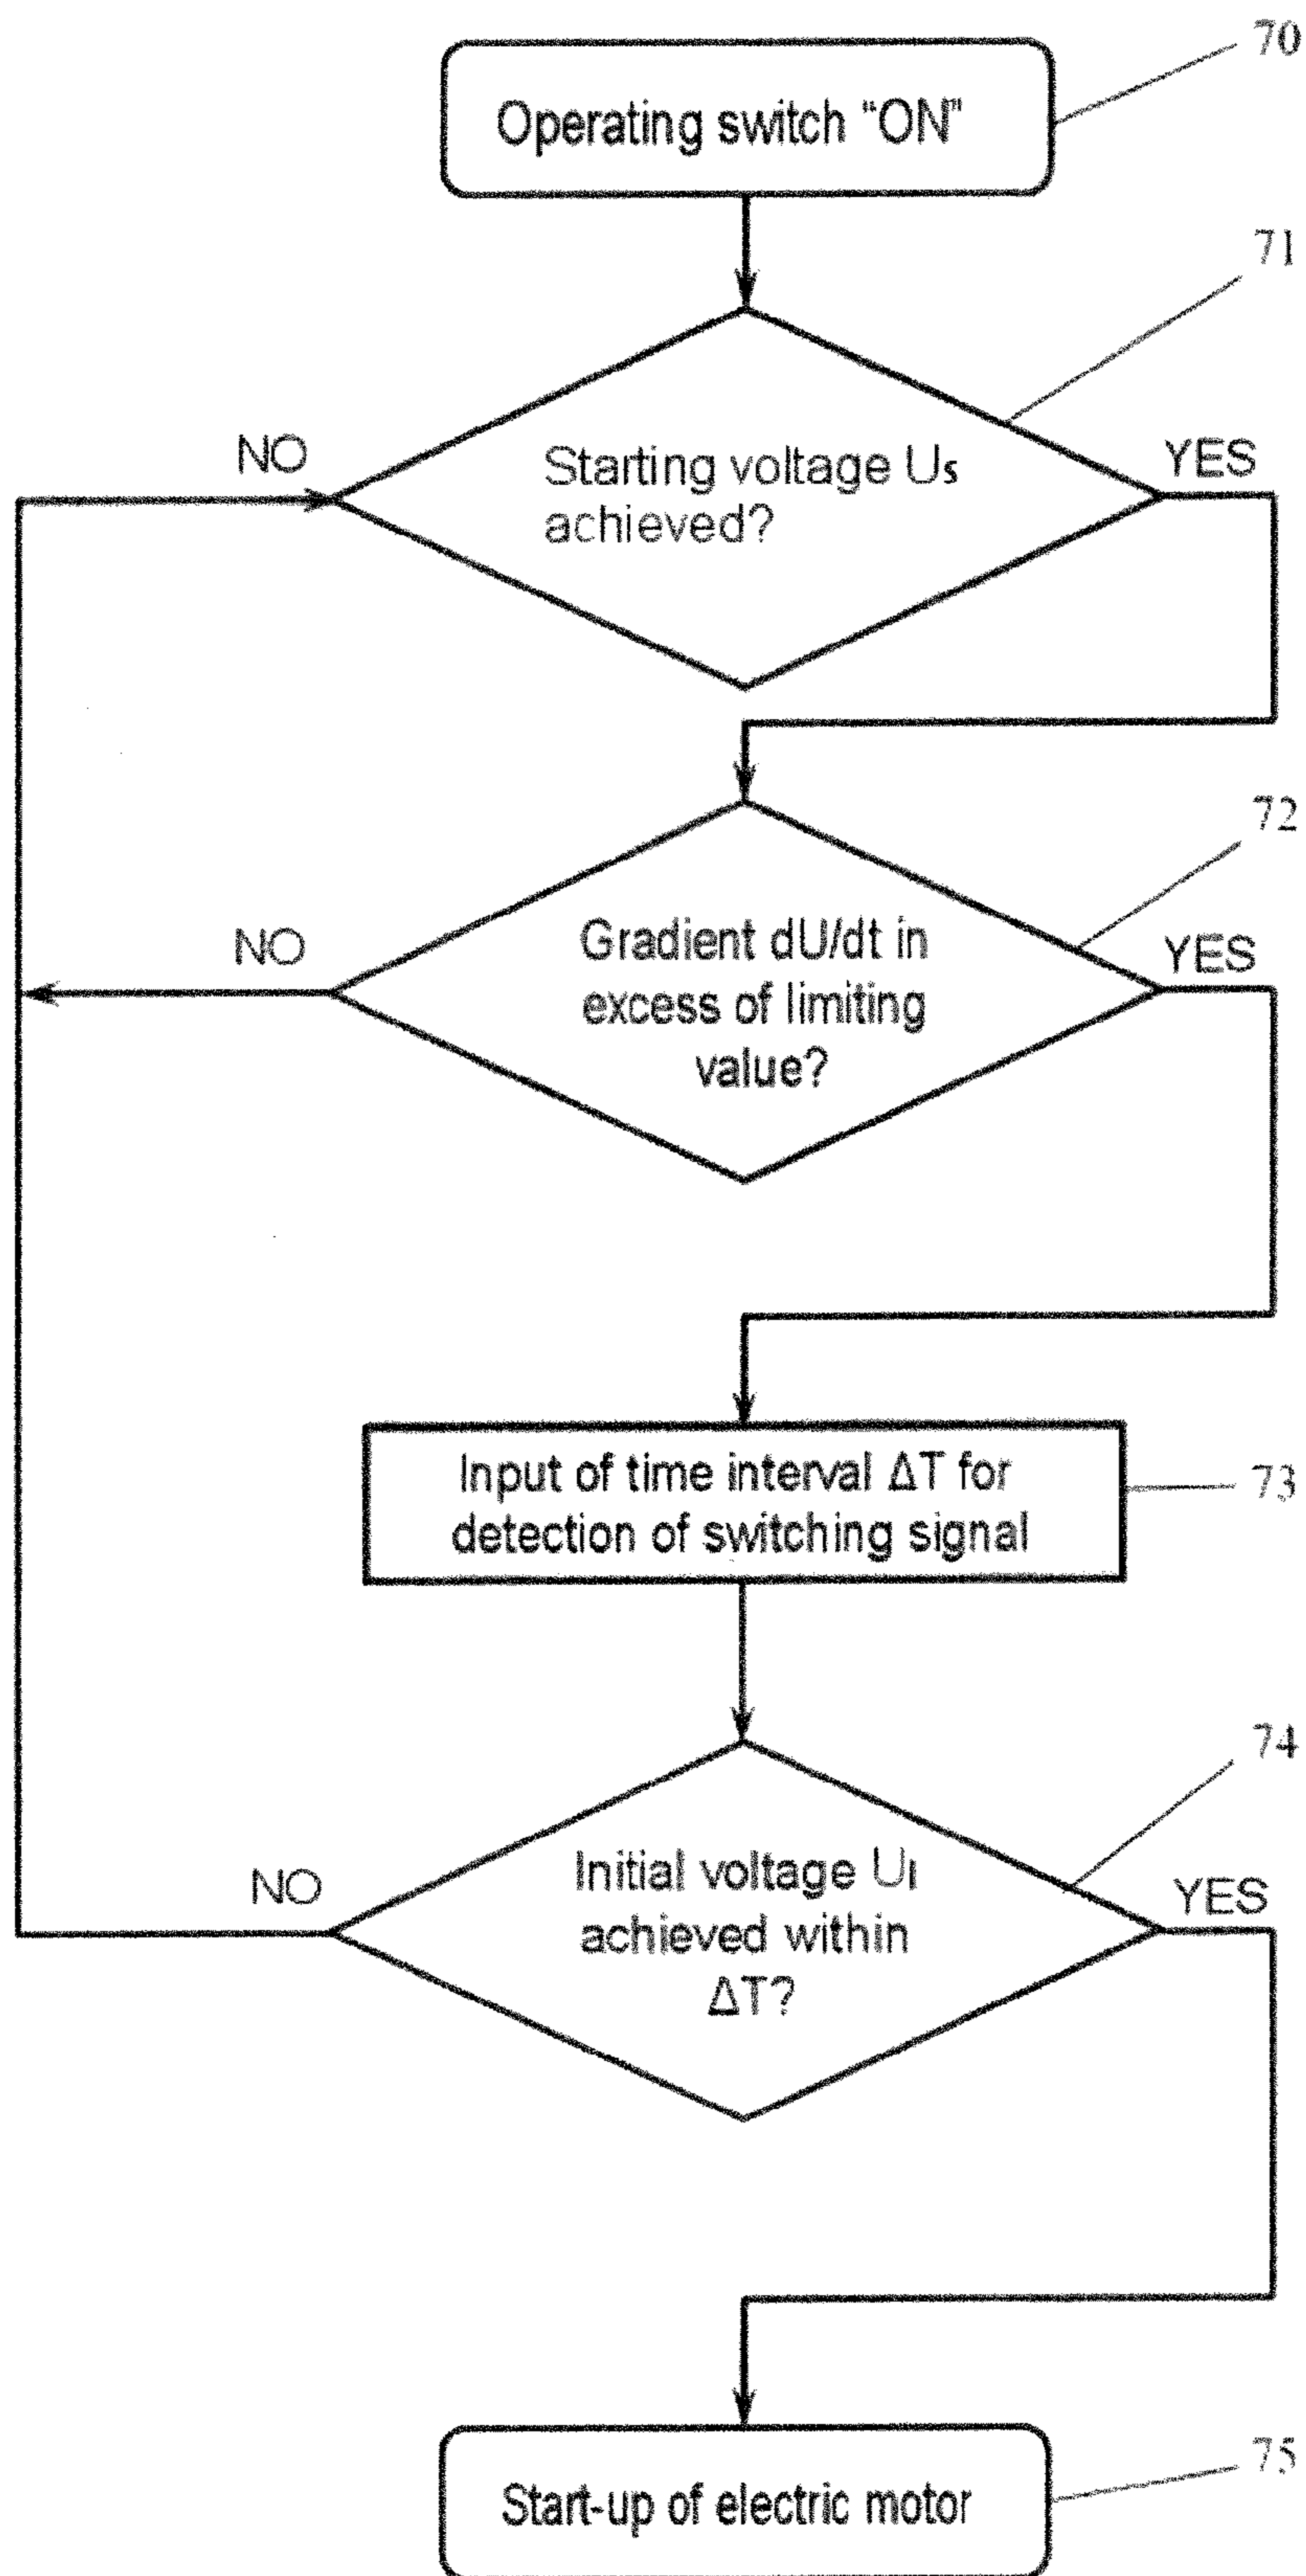 70
Operating switch “ON”
71
NO
YES
Starting voltage Us
achieved?
72
NO
YES
Gradient dU/dt in
excess of limiting
value?
Input of time interval ΔT for
detection of switching signal
73
74
NO
YES
Initial voltage UI
achieved within
ΔT?
75
Start-up of electric motor